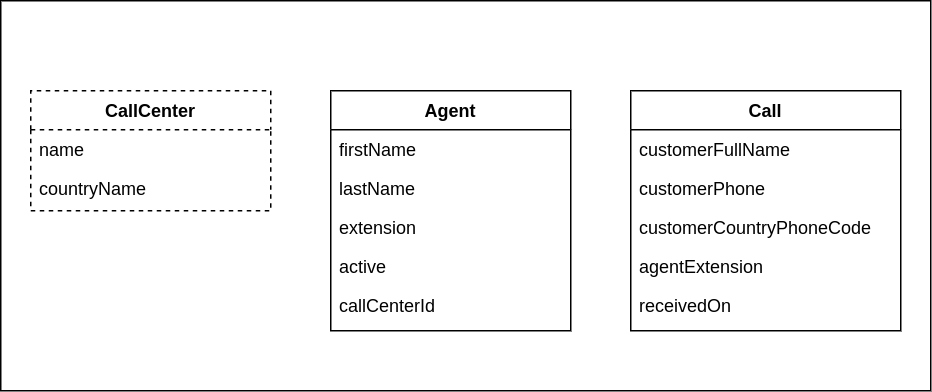 CallCenter
name
countryName
Agent
firstName
lastName
extension
active
callCenterId
Call
customerFullName
customerPhone
customerCountryPhoneCode
agentExtension
receivedOn